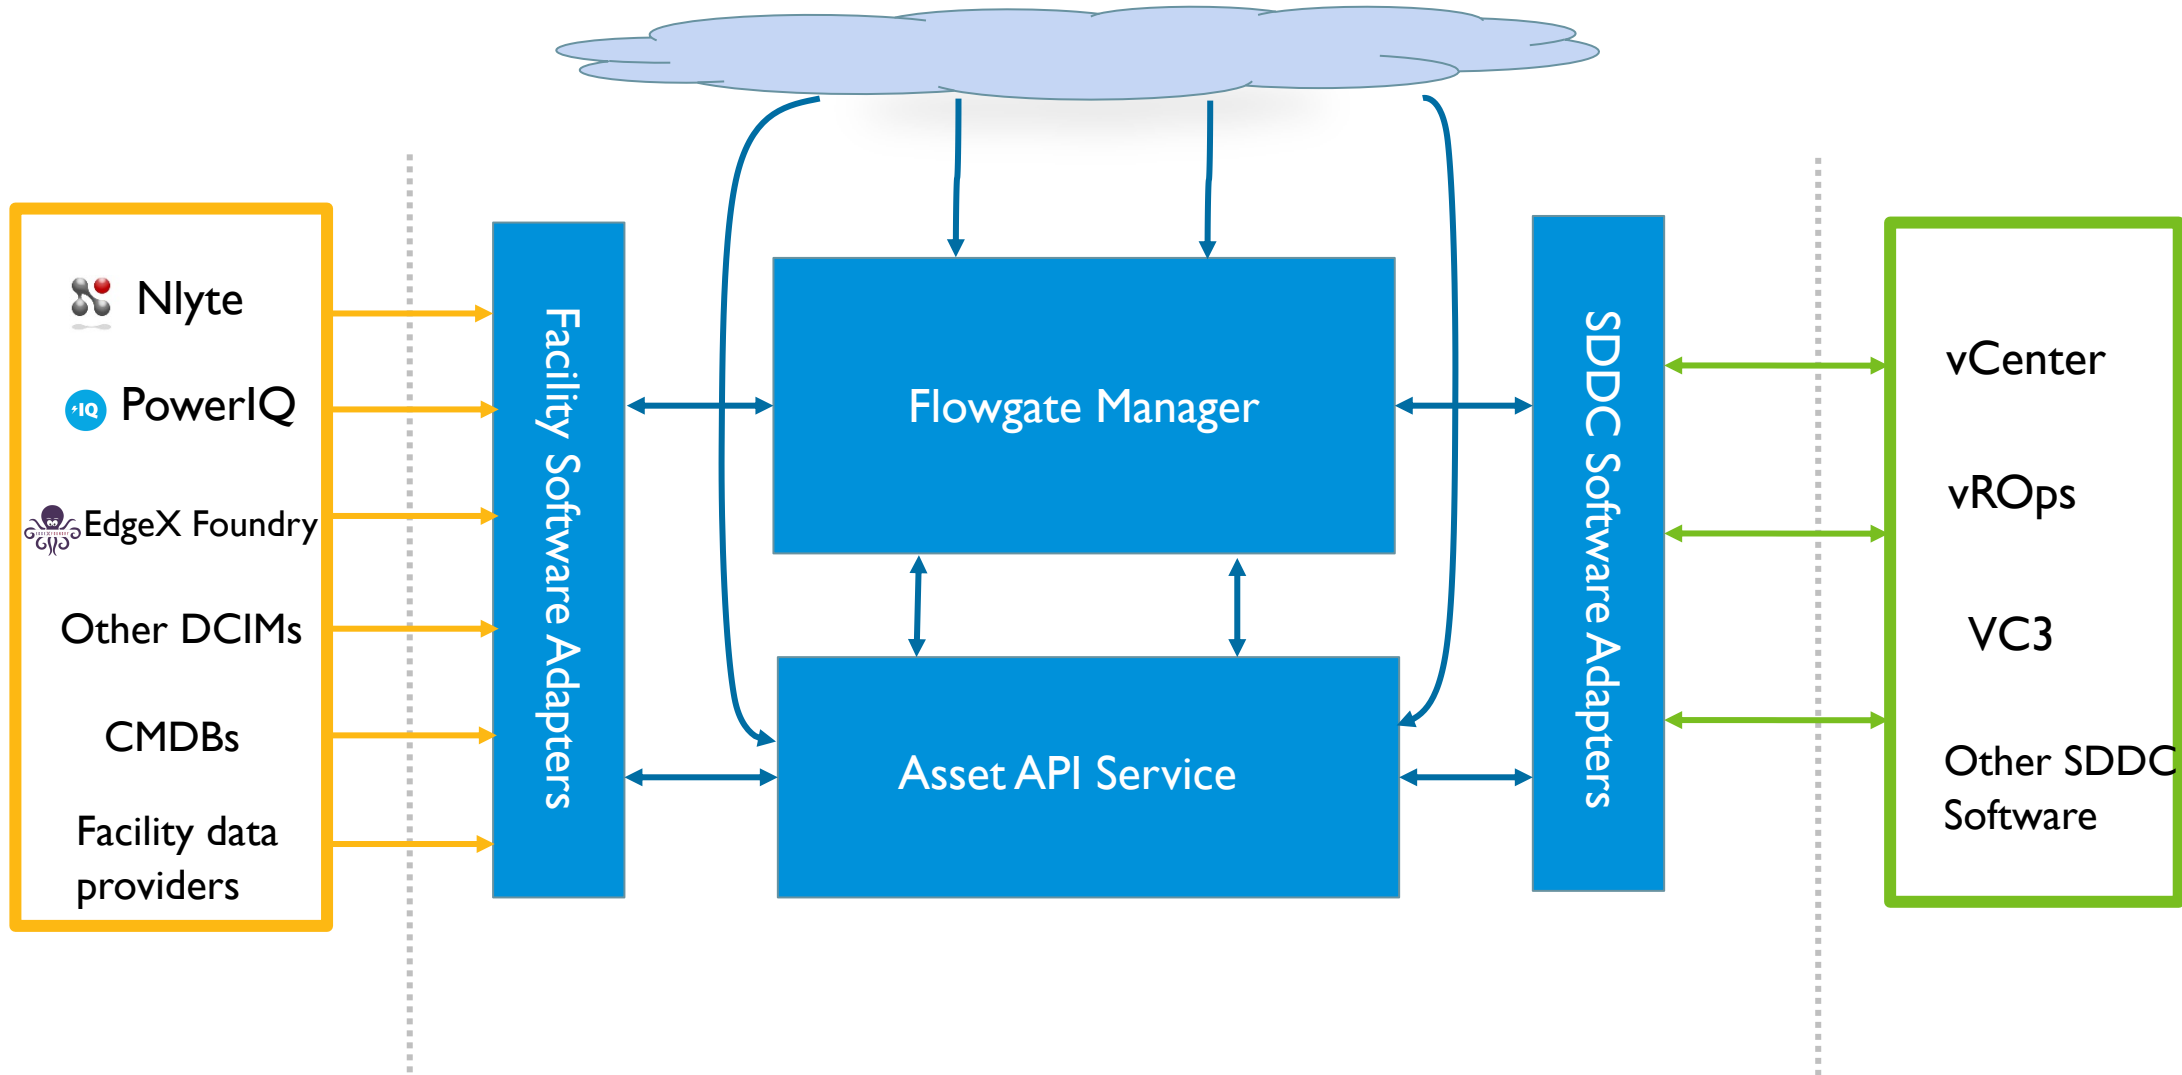 Nlyte
IQ
PowerIQ
EdgeX Foundry
Other DCIMs
CMDBs
Facility data
providers
Facility Software Adapters
Flowgate Manager
Asset API Service
SDDC Software Adapters
vCenter
vROps
VC3
Other SDDC
Software